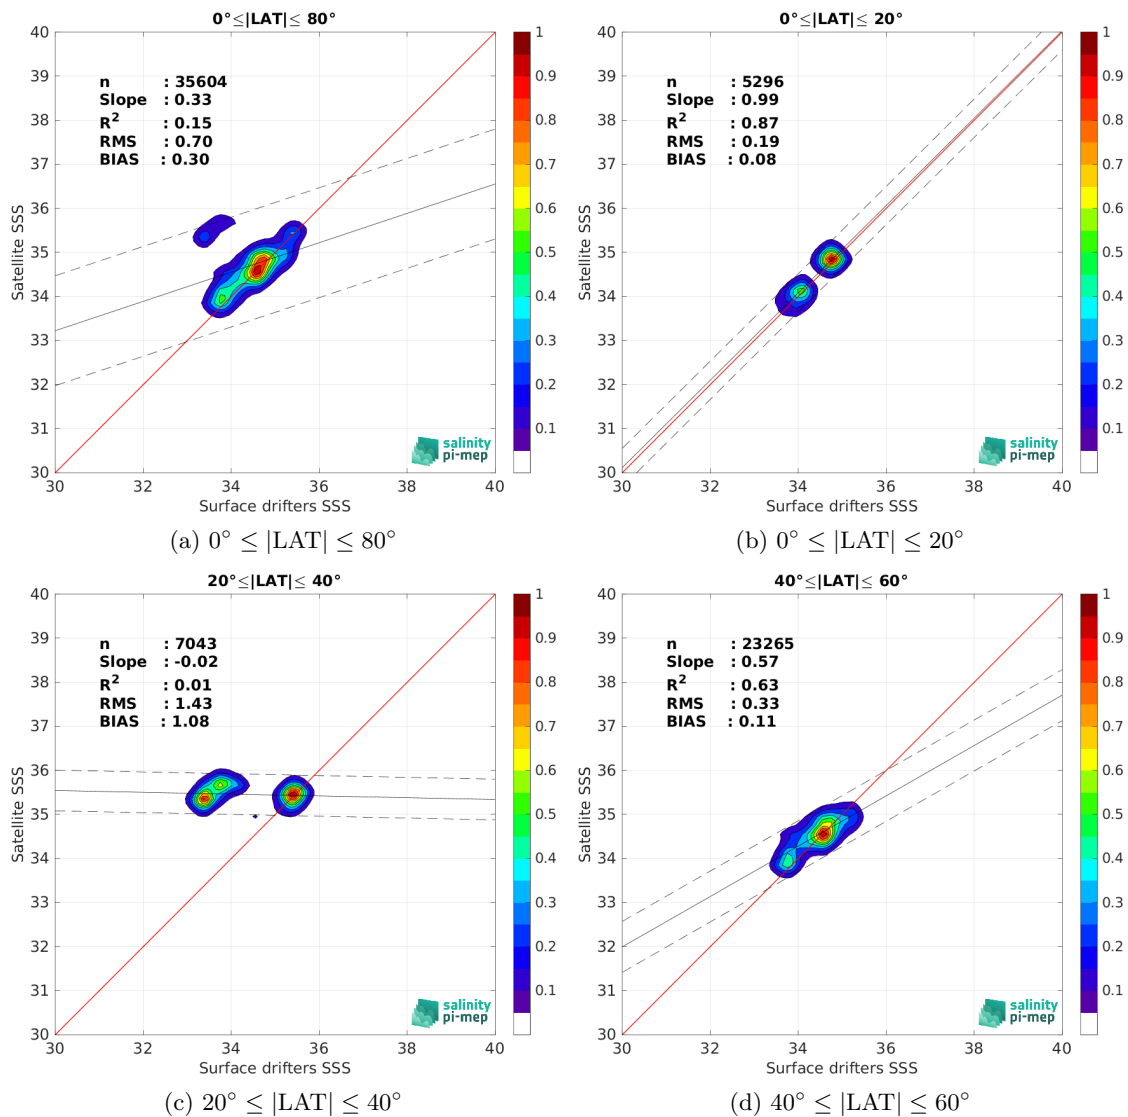 0°≤|LAT|≤ 80°
40
39
38
37
36
35
34
33
32
31
30
Satellite SSS
n : 35604
Slope : 0.33
R² : 0.15
RMS : 0.70
BIAS : 0.30
salinity
pi-mep
30 32 34 36 38 40
Surface drifters SSS
1
0.9
0.8
0.7
0.6
0.5
0.4
0.3
0.2
0.1
(a) 0° ≤ |LAT| ≤ 80°
0°≤|LAT|≤ 20°
40
39
38
37
36
35
34
33
32
31
30
Satellite SSS
n : 5296
Slope : 0.99
R² : 0.87
RMS : 0.19
BIAS : 0.08
salinity
pi-mep
30 32 34 36 38 40
Surface drifters SSS
1
0.9
0.8
0.7
0.6
0.5
0.4
0.3
0.2
0.1
(b) 0° ≤ |LAT| ≤ 20°
20°≤|LAT|≤ 40°
40
39
38
37
36
35
34
33
32
31
30
Satellite SSS
n : 7043
Slope : -0.02
R² : 0.01
RMS : 1.43
BIAS : 1.08
salinity
pi-mep
30 32 34 36 38 40
Surface drifters SSS
1
0.9
0.8
0.7
0.6
0.5
0.4
0.3
0.2
0.1
(c) 20° ≤ |LAT| ≤ 40°
40°≤|LAT|≤ 60°
40
39
38
37
36
35
34
33
32
31
30
Satellite SSS
n : 23265
Slope : 0.57
R² : 0.63
RMS : 0.33
BIAS : 0.11
salinity
pi-mep
30 32 34 36 38 40
Surface drifters SSS
1
0.9
0.8
0.7
0.6
0.5
0.4
0.3
0.2
0.1
(d) 40° ≤ |LAT| ≤ 60°